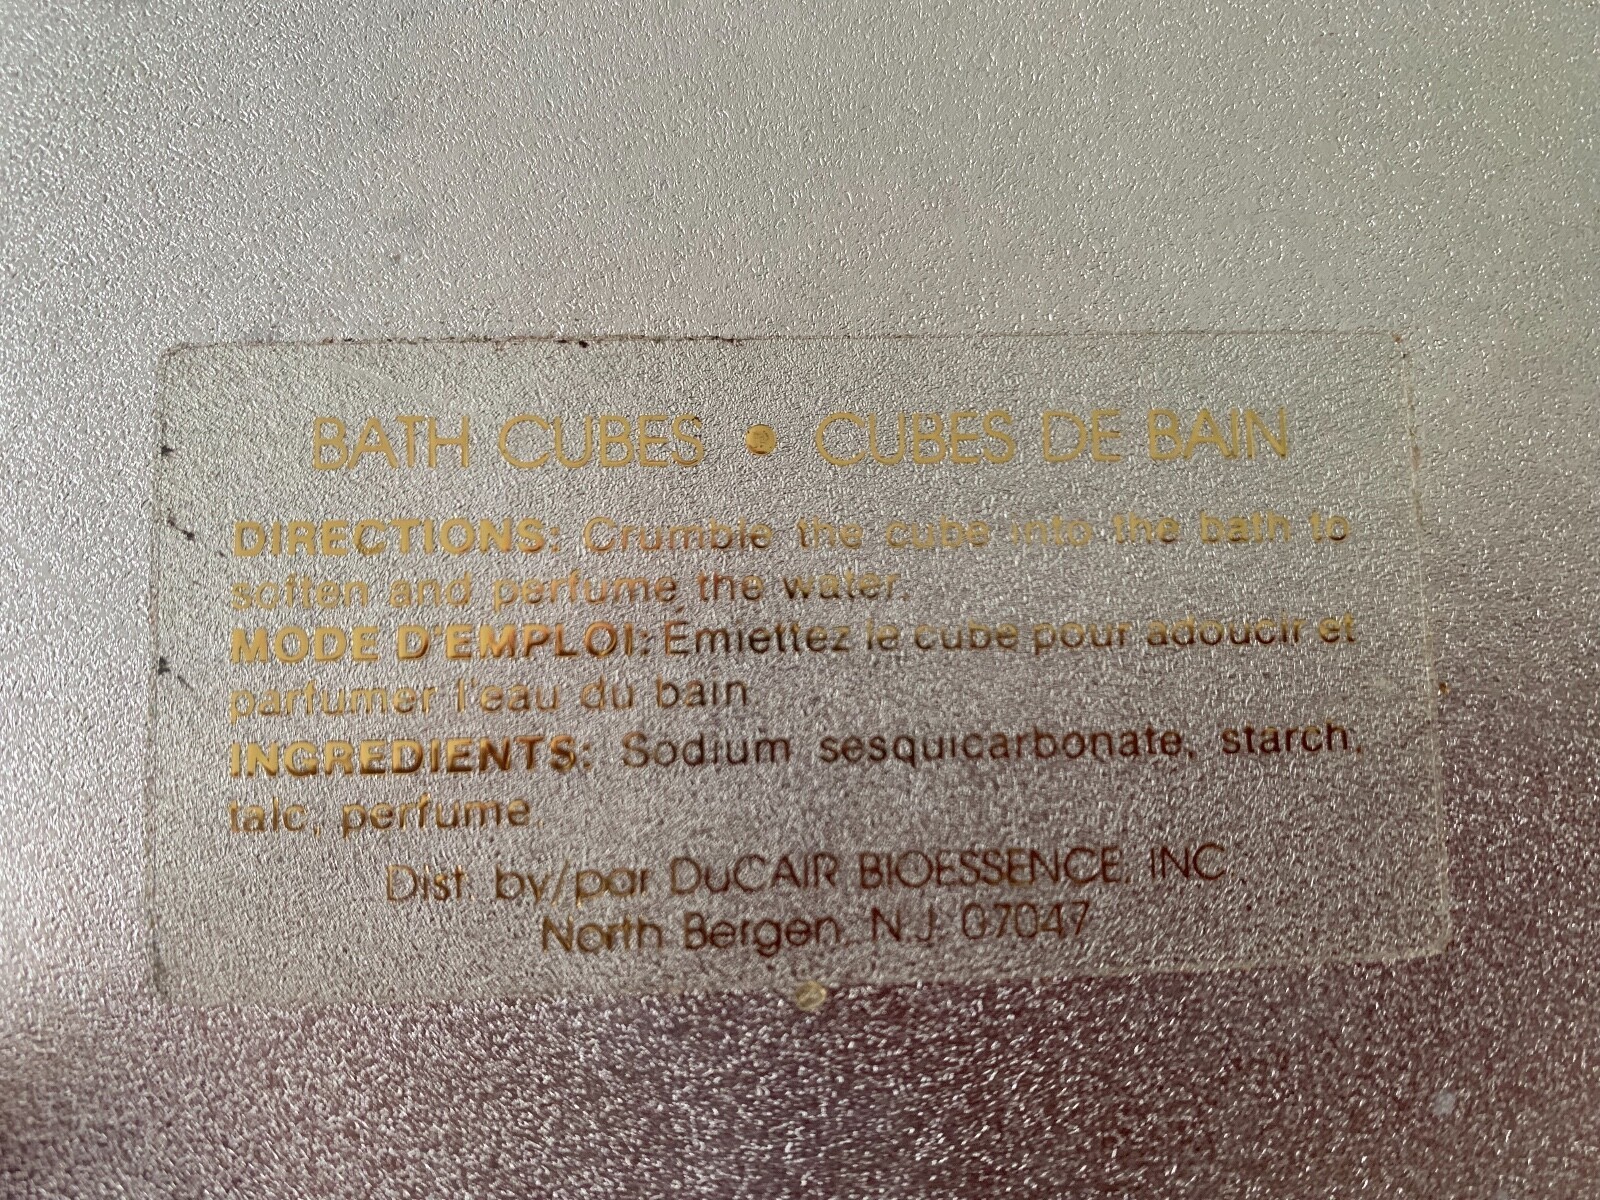 BATH CUBES • CUBES DE BAIN
DIRECTIONS: Crumble the cube into the bath to
soften and perfume the water.
MODE D'EMPLOI: Émiettez le cube pour adoucir et
parfumer l'eau du bain
INGREDIENTS: Sodium sesquicarbonate, starch,
talc, perfume.
Dist. by/par DuCAIR BIOESSENCE, INC.
North Bergen, N.J. 07047